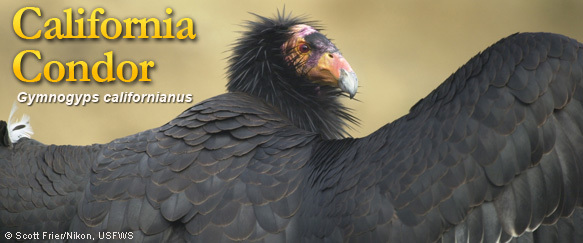 California
Condor
Gymnogyps californianus
© Scott Frier/Nikon, USFWS